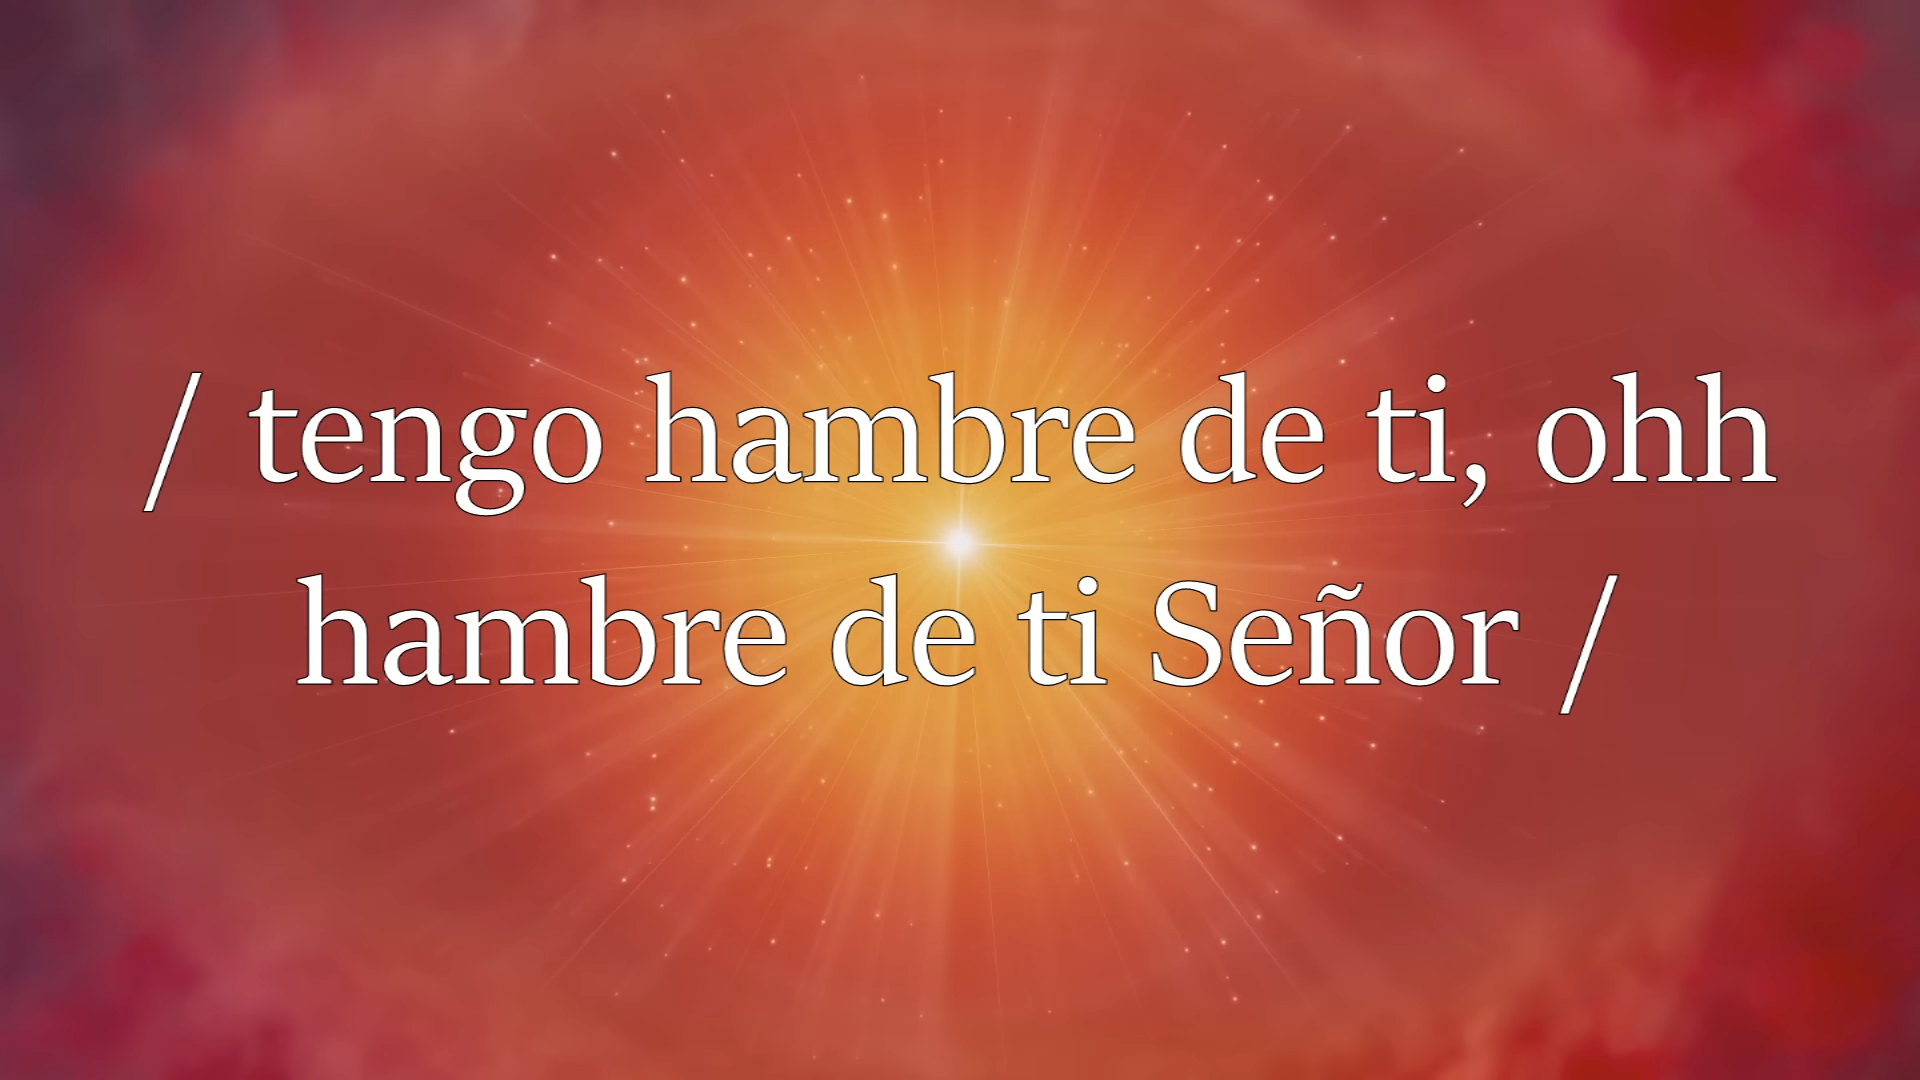 / tengo hambre de ti, ohh
hambre de ti Señor /